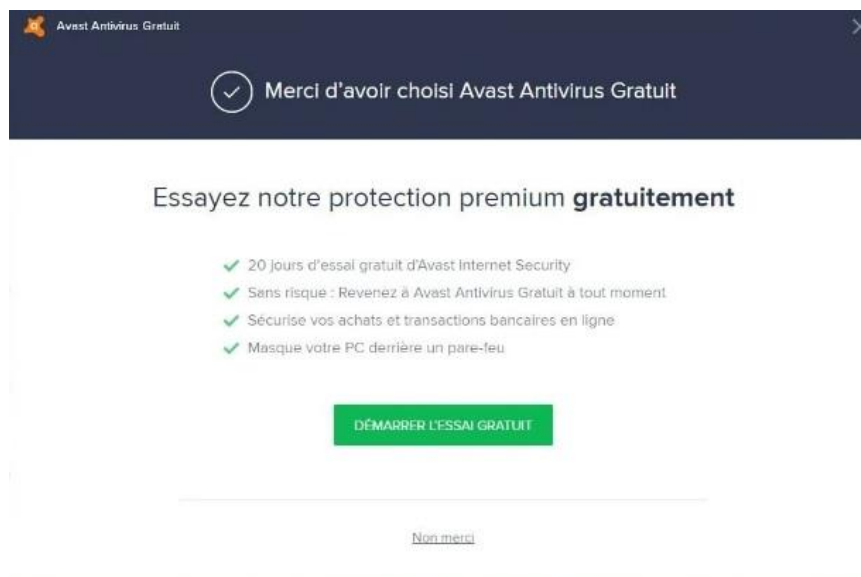 Avast Antivirus Gratuit
Merci d'avoir choisi Avast Antivirus Gratuit
Essayez notre protection premium gratuitement
20 jours d'essai gratuit d'Avast Internet Security
Sans risque : Revenez à Avast Antivirus Gratuit à tout moment
Sécurise vos achats et transactions bancaires en ligne
Masque votre PC derrière un pare-feu
DÉMARRER L'ESSAI GRATUIT
Non merci